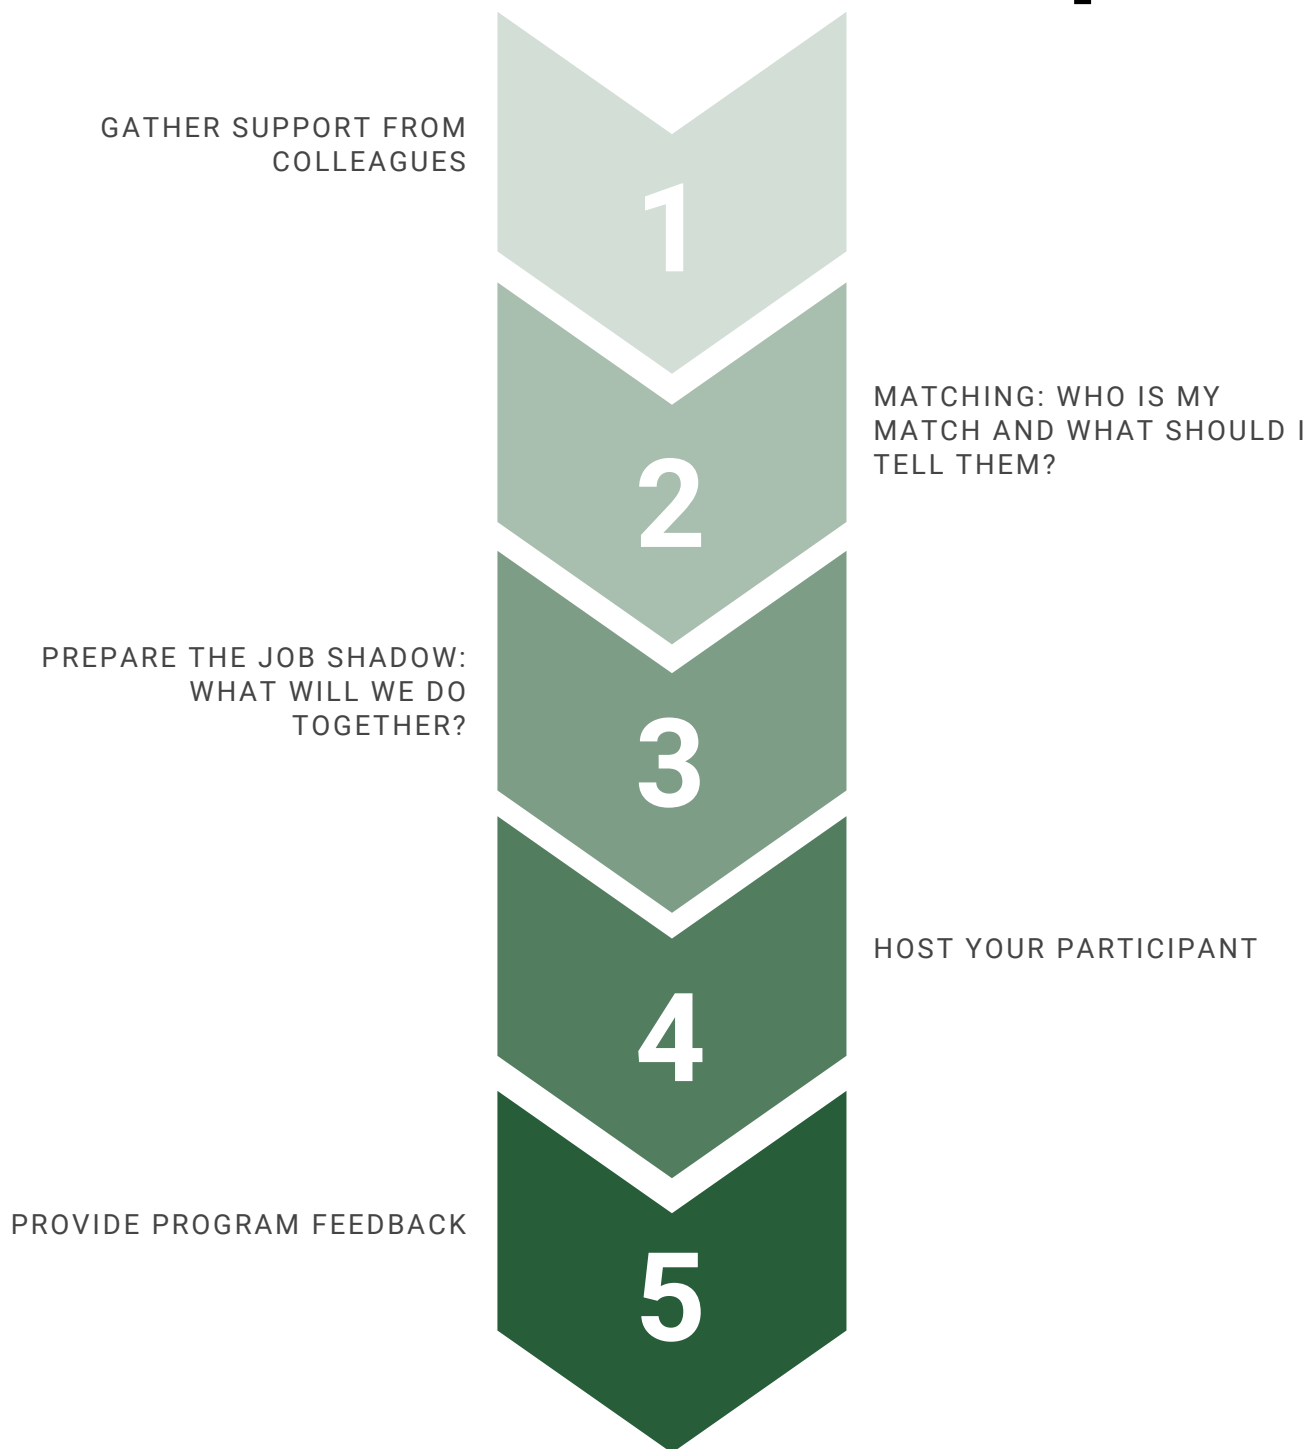 GATHER SUPPORT FROM
COLLEAGUES
1
MATCHING: WHO IS MY
MATCH AND WHAT SHOULD I
TELL THEM?
2
PREPARE THE JOB SHADOW:
WHAT WILL WE DO
TOGETHER?
3
HOST YOUR PARTICIPANT
4
PROVIDE PROGRAM FEEDBACK
5